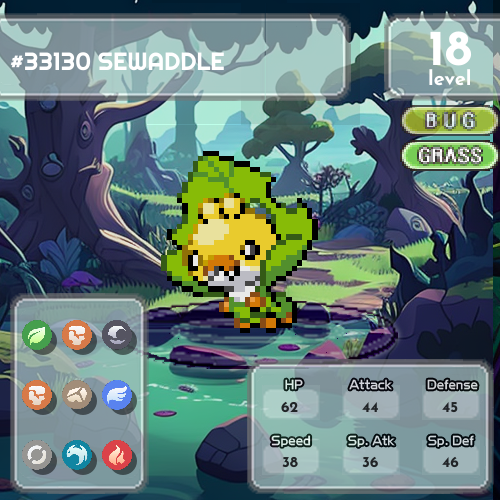 #33130 SEWADDLE
18
level
BUG
GRASS
HP Attack Defense
62 44 45
Speed Sp. Atk Sp. Def
38 36 46